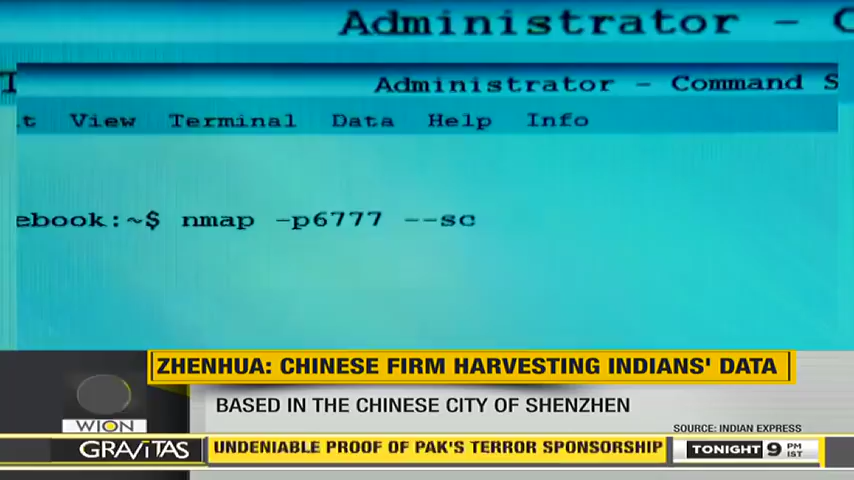 Administrator - C
Administrator - Command S
t View Terminal Data Help Info
ebook:~$ nmap -p6777 --sc
ZHENHUA: CHINESE FIRM HARVESTING INDIANS' DATA
BASED IN THE CHINESE CITY OF SHENZHEN
SOURCE: INDIAN EXPRESS
WION
GRAVITAS UNDENIABLE PROOF OF PAK'S TERROR SPONSORSHIP TONIGHT 9 PM IST